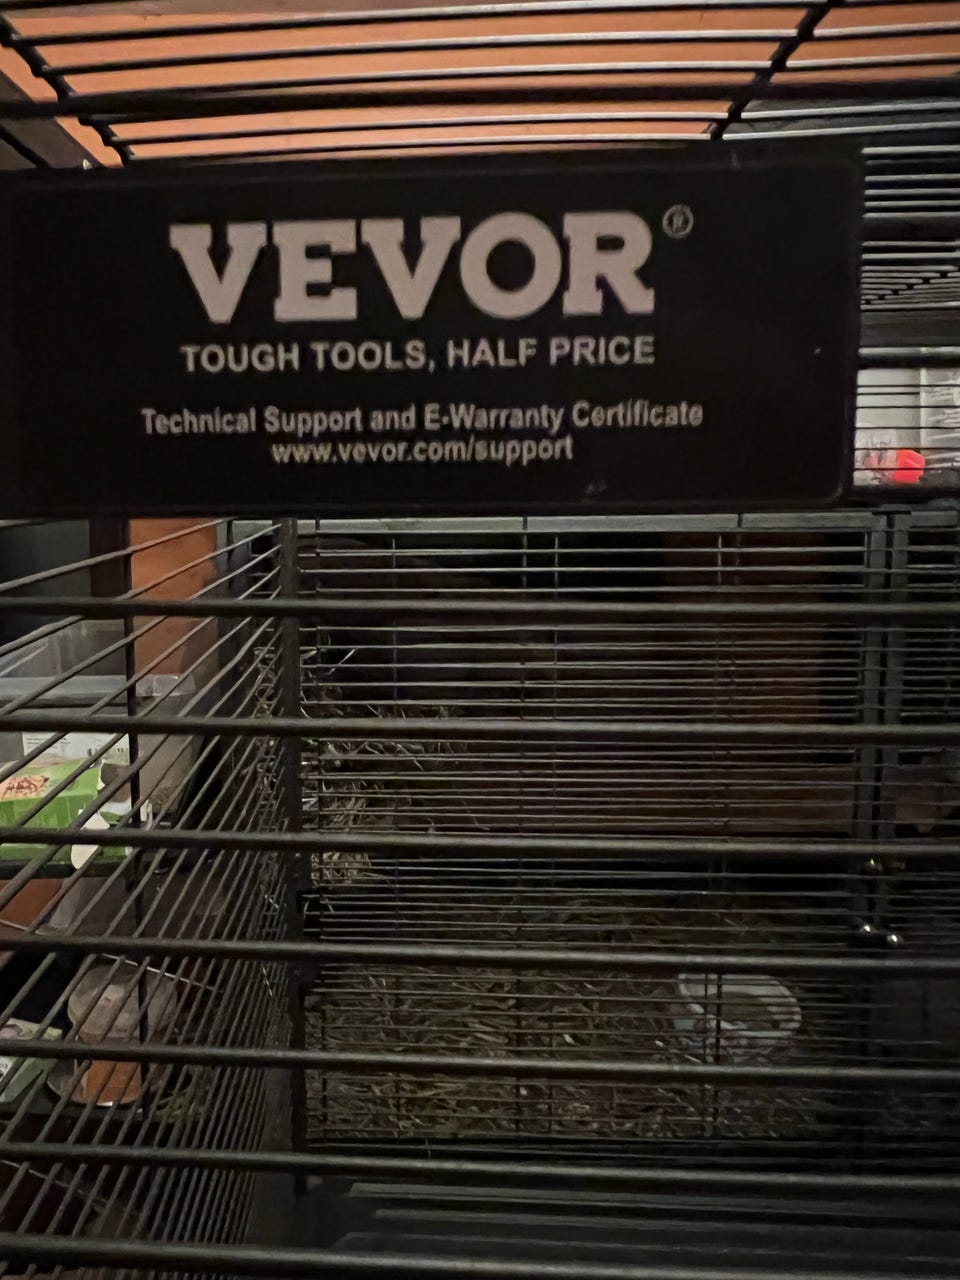 VEVOR®
TOUGH TOOLS, HALF PRICE
Technical Support and E-Warranty Certificate
www.vevor.com/support